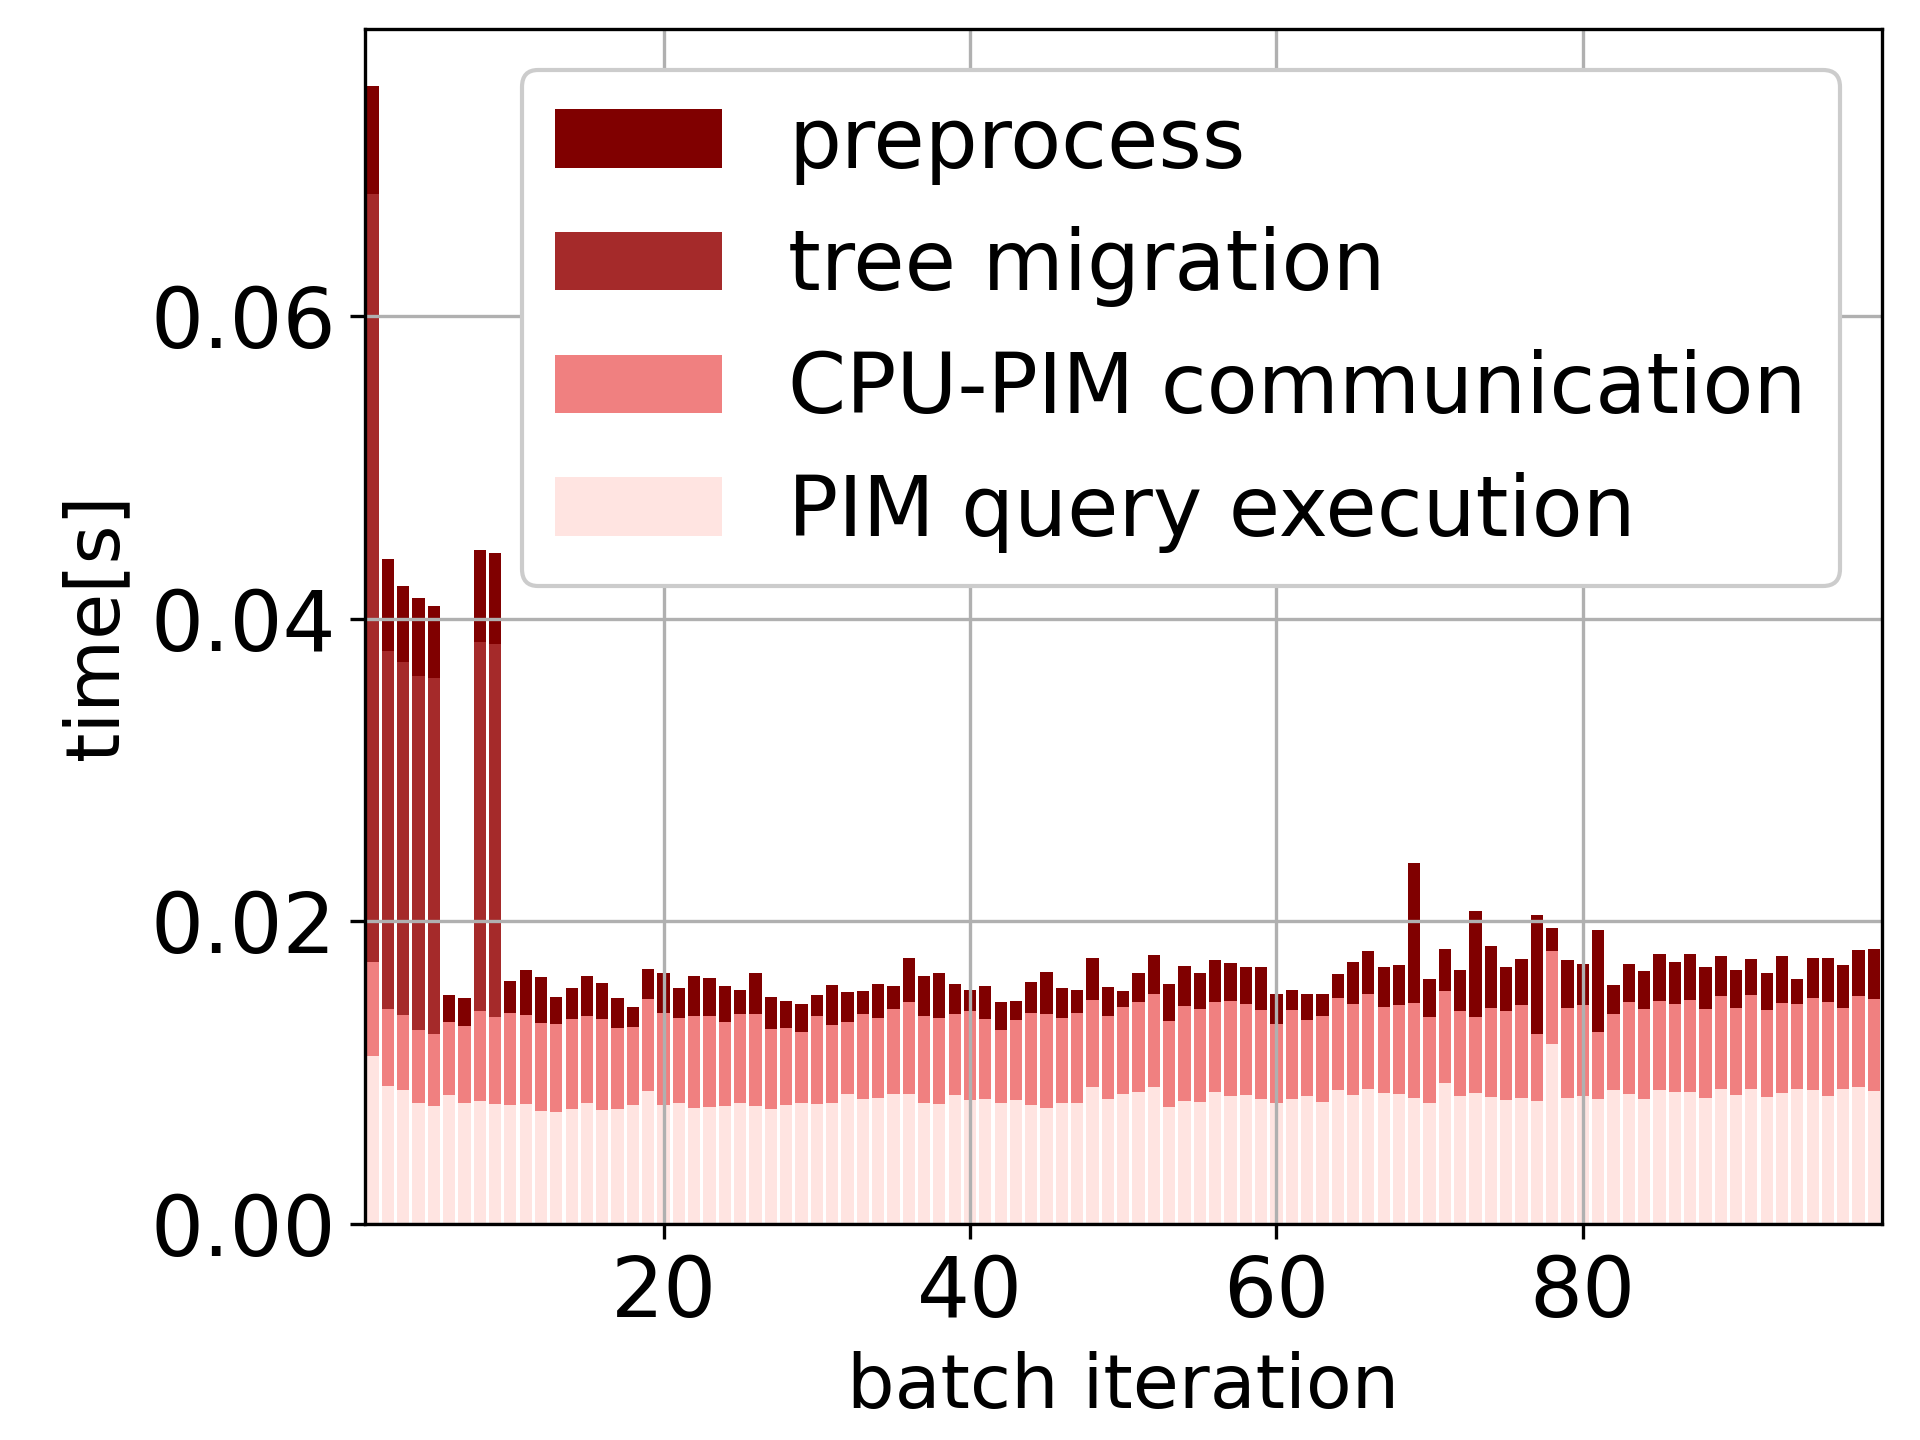 preprocess
tree migration
CPU-PIM communication
PIM query execution
time[s]
0.06
0.04
0.02
0.00
20 40 60 80
batch iteration